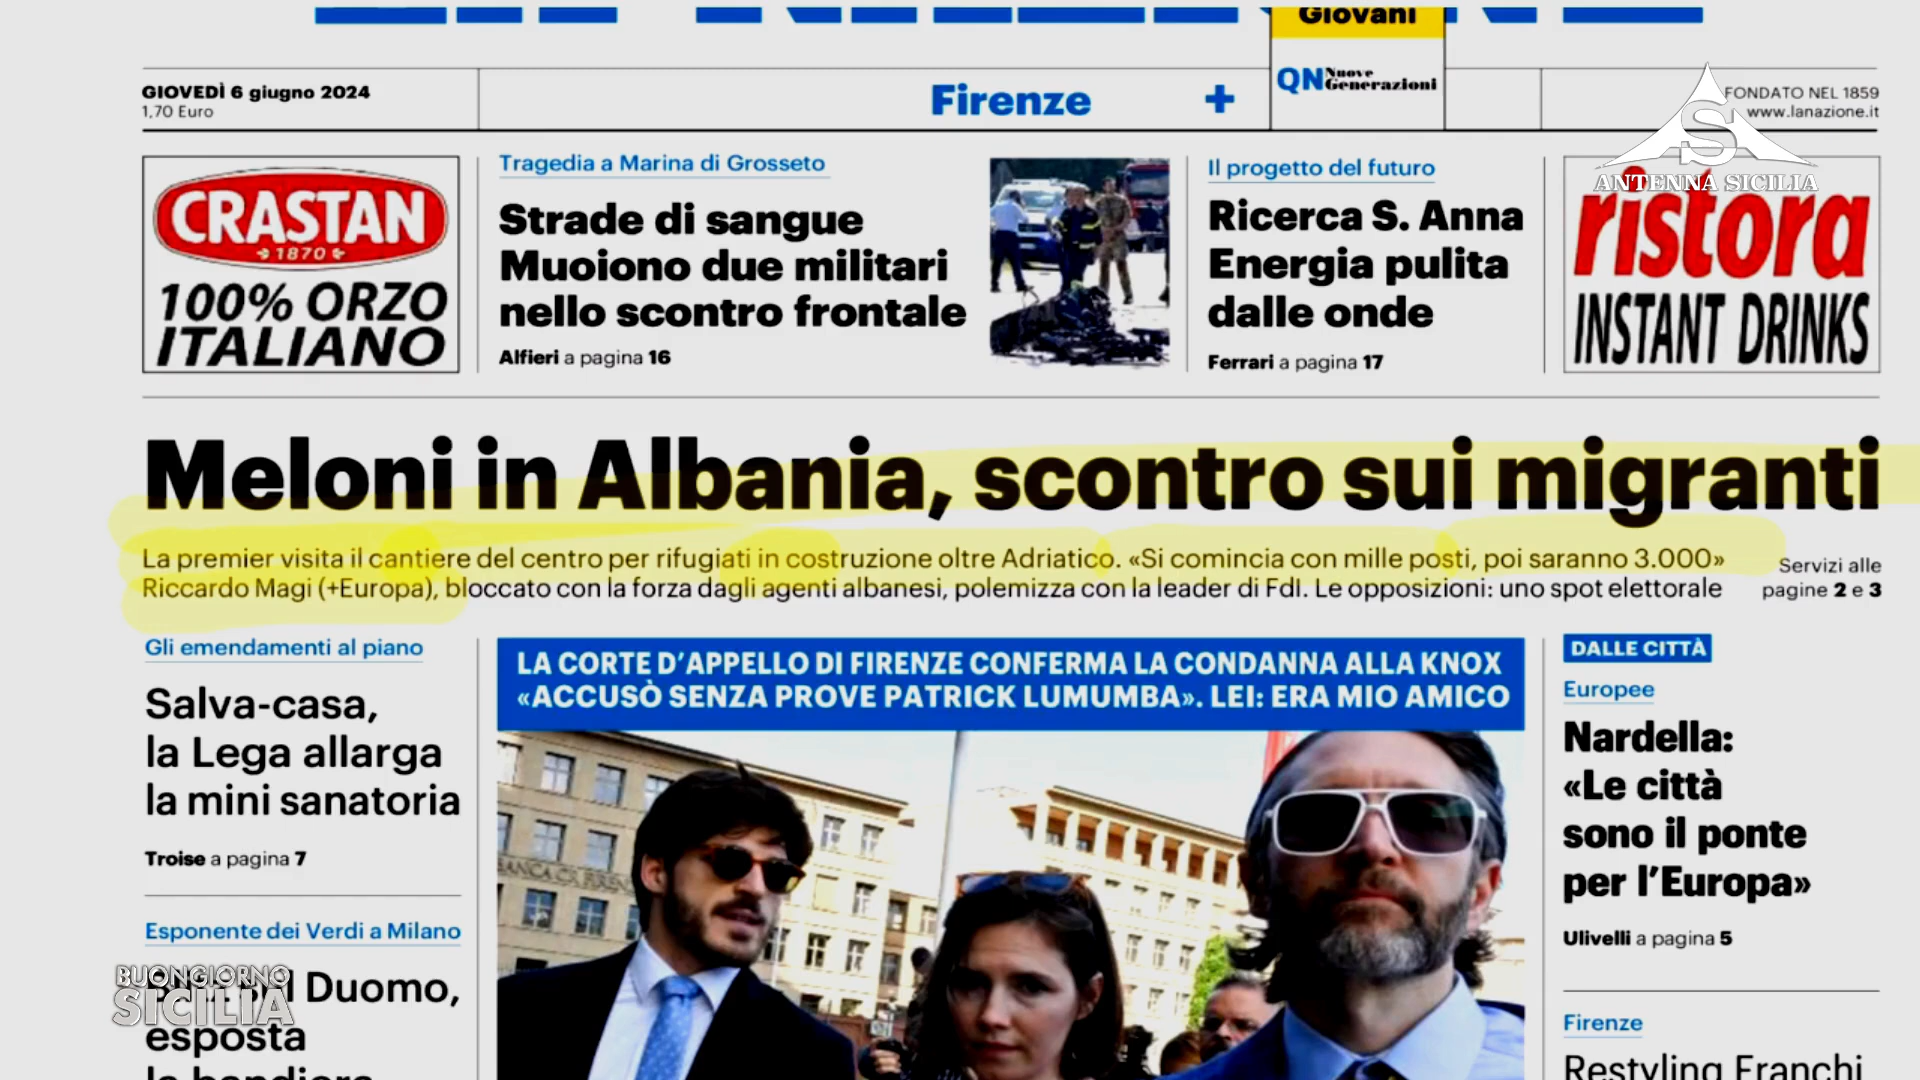 Giovani
GIOVEDÌ 6 giugno 2024
1,70 Euro
Firenze
+
QN Nuove Generazioni
FONDATO NEL 1859
www.lanazione.it
S
ANTENNA SICILIA
CRASTAN
1870
100% ORZO
ITALIANO
Tragedia a Marina di Grosseto
Strade di sangue
Muoiono due militari
nello scontro frontale
Alfieri a pagina 16
Il progetto del futuro
Ricerca S. Anna
Energia pulita
dalle onde
Ferrari a pagina 17
ristora
INSTANT DRINKS
Meloni in Albania, scontro sui migranti
La premier visita il cantiere del centro per rifugiati in costruzione oltre Adriatico. «Si comincia con mille posti, poi saranno 3.000»
Riccardo Magi (+Europa), bloccato con la forza dagli agenti albanesi, polemizza con la leader di FdI. Le opposizioni: uno spot elettorale
Servizi alle
pagine 2 e 3
Gli emendamenti al piano
Salva-casa,
la Lega allarga
la mini sanatoria
Troise a pagina 7
Esponente dei Verdi a Milano
Duomo,
esposta
la bandiera
BUONGIORNO
SICILIA
LA CORTE D'APPELLO DI FIRENZE CONFERMA LA CONDANNA ALLA KNOX
«ACCUSÒ SENZA PROVE PATRICK LUMUMBA». LEI: ERA MIO AMICO
DALLE CITTÀ
Europee
Nardella:
«Le città
sono il ponte
per l'Europa»
Ulivelli a pagina 5
Firenze
Restyling Franchi